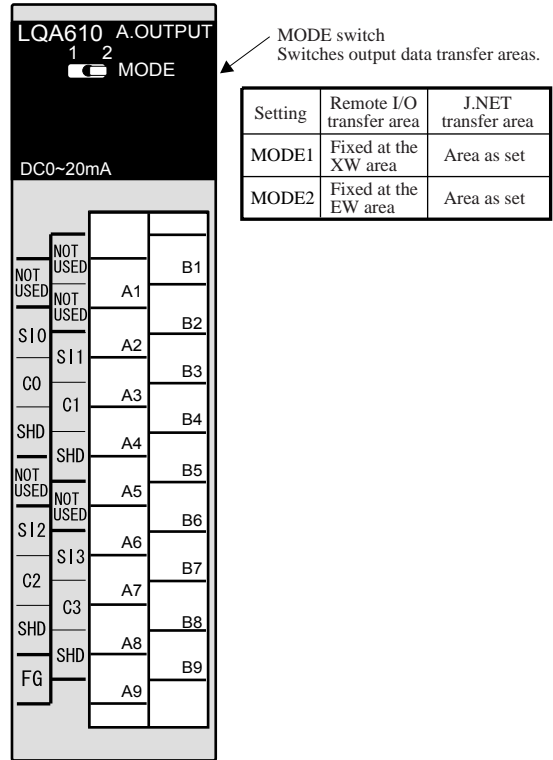 LQA610 A.OUTPUT
1 2
MODE
DC0~20mA
MODE switch
Switches output data transfer areas.
Setting
Remote I/O transfer area
J.NET transfer area
MODE1
Fixed at the XW area
Area as set
MODE2
Fixed at the EW area
Area as set
NOT USED
SI0
C0
SHD
NOT USED
SI2
C2
SHD
FG
NOT USED
NOT USED
SI1
C1
SHD
NOT USED
SI3
C3
SHD
A1
A2
A3
A4
A5
A6
A7
A8
A9
B1
B2
B3
B4
B5
B6
B7
B8
B9